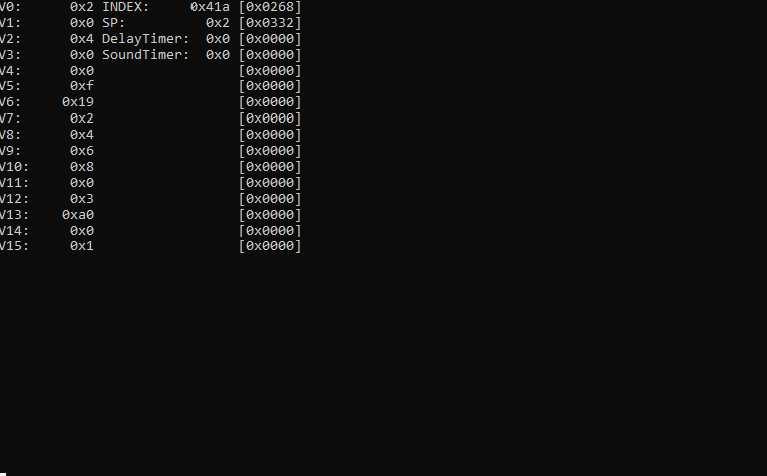 V0:      0x2 INDEX:     0x41a [0x0268]
V1:      0x0 SP:          0x2 [0x0332]
V2:      0x4 DelayTimer:  0x0 [0x0000]
V3:      0x0 SoundTimer:  0x0 [0x0000]
V4:      0x0                  [0x0000]
V5:      0xf                  [0x0000]
V6:     0x19                  [0x0000]
V7:      0x2                  [0x0000]
V8:      0x4                  [0x0000]
V9:      0x6                  [0x0000]
V10:     0x8                  [0x0000]
V11:     0x0                  [0x0000]
V12:     0x3                  [0x0000]
V13:    0xa0                  [0x0000]
V14:     0x0                  [0x0000]
V15:     0x1                  [0x0000]